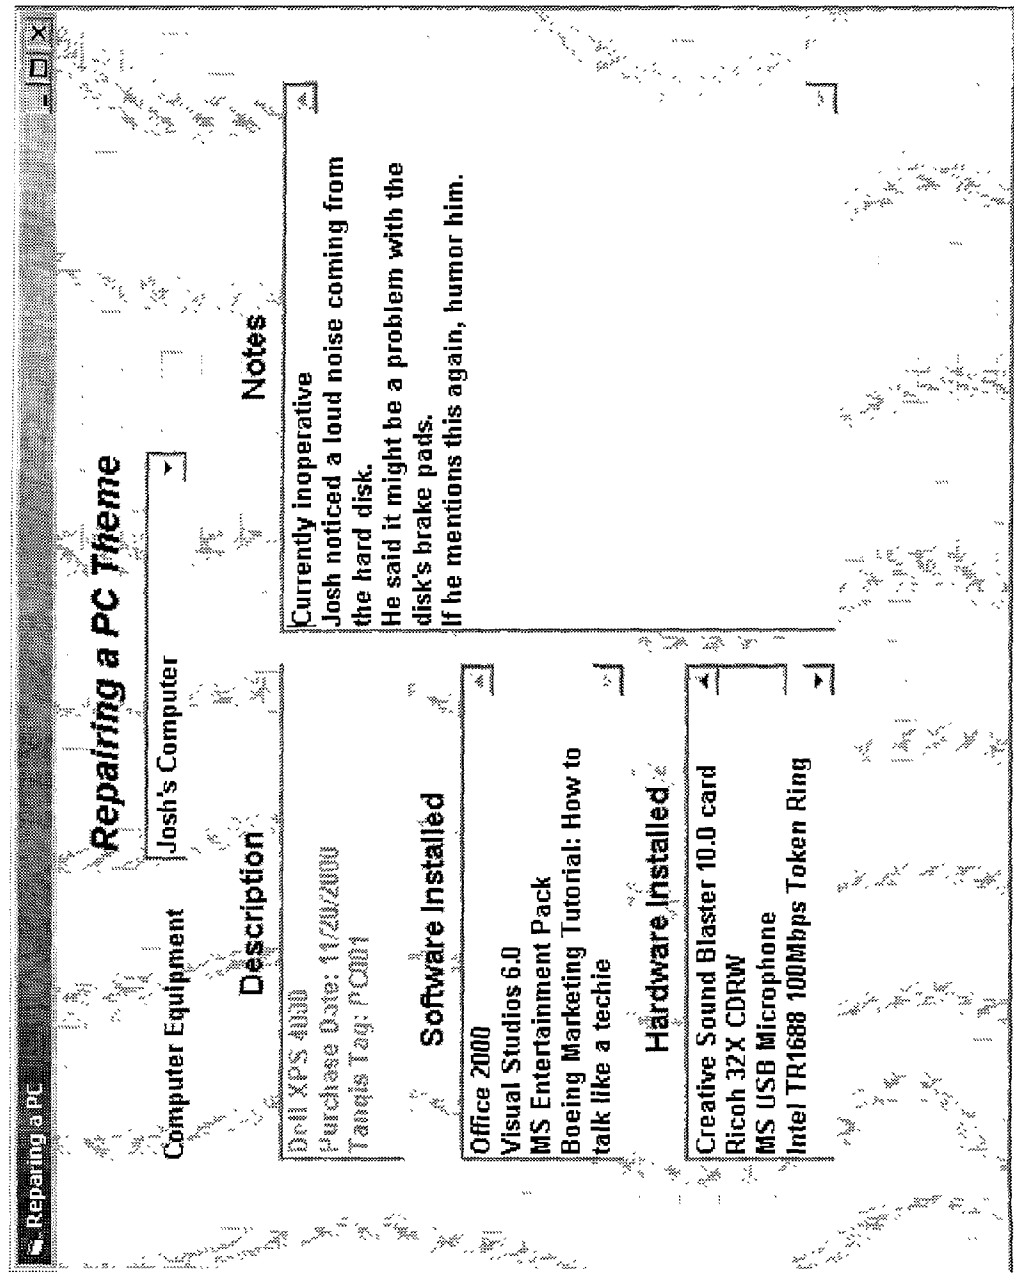 Reparing a PC
Repairing a PC Theme
Computer Equipment
Josh's Computer
Description
Dell XPS 4000
Purchase Date: 11/20/2000
Tanqis Tag: PC001
Software Installed
Office 2000
Visual Studios 6.0
MS Entertainment Pack
Boeing Marketing Tutorial: How to
talk like a techie
Hardware Installed
Creative Sound Blaster 10.0 card
Ricoh 32X CDRW
MS USB Microphone
Intel TR1688 100Mbps Token Ring
Notes
Currently inoperative
Josh noticed a loud noise coming from
the hard disk.
He said it might be a problem with the
disk's brake pads.
If he mentions this again, humor him.